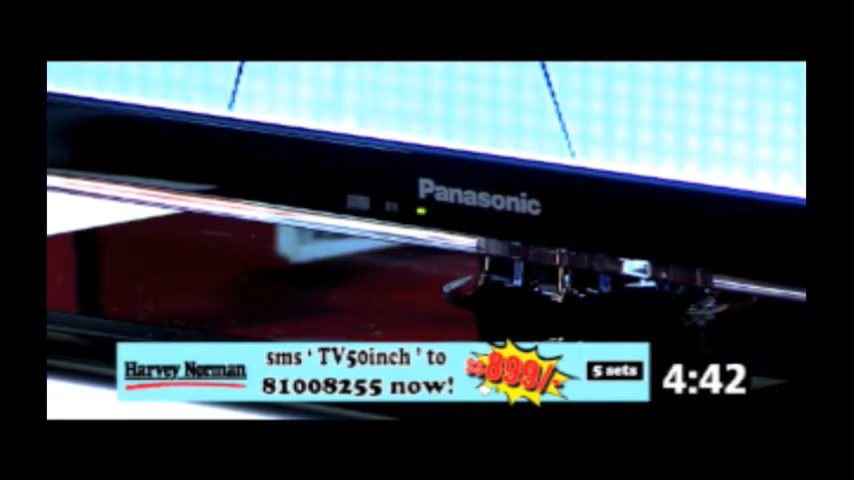 Panasonic
Harvey Norman
sms ' TV50inch ' to
81008255 now!
899/-
5 sets
4:42